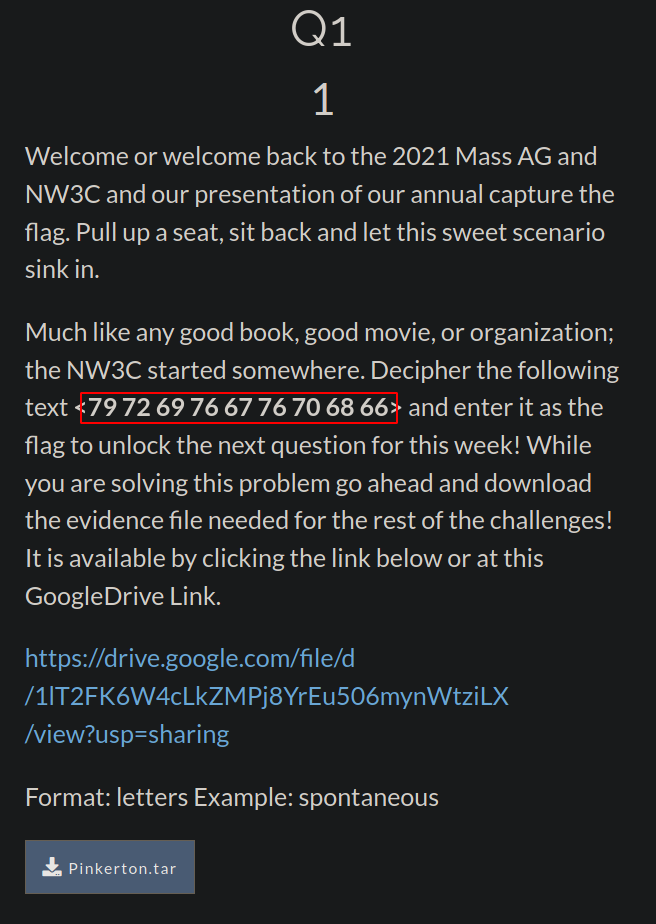 Q1
1
Welcome or welcome back to the 2021 Mass AG and
NW3C and our presentation of our annual capture the
flag. Pull up a seat, sit back and let this sweet scenario
sink in.
Much like any good book, good movie, or organization;
the NW3C started somewhere. Decipher the following
text <79 72 69 76 67 76 70 68 66> and enter it as the
flag to unlock the next question for this week! While
you are solving this problem go ahead and download
the evidence file needed for the rest of the challenges!
It is available by clicking the link below or at this
GoogleDrive Link.
https://drive.google.com/file/d
/1lT2FK6W4cLkZMPj8YrEu506mynWtziLX
/view?usp=sharing
Format: letters Example: spontaneous
Pinkerton.tar